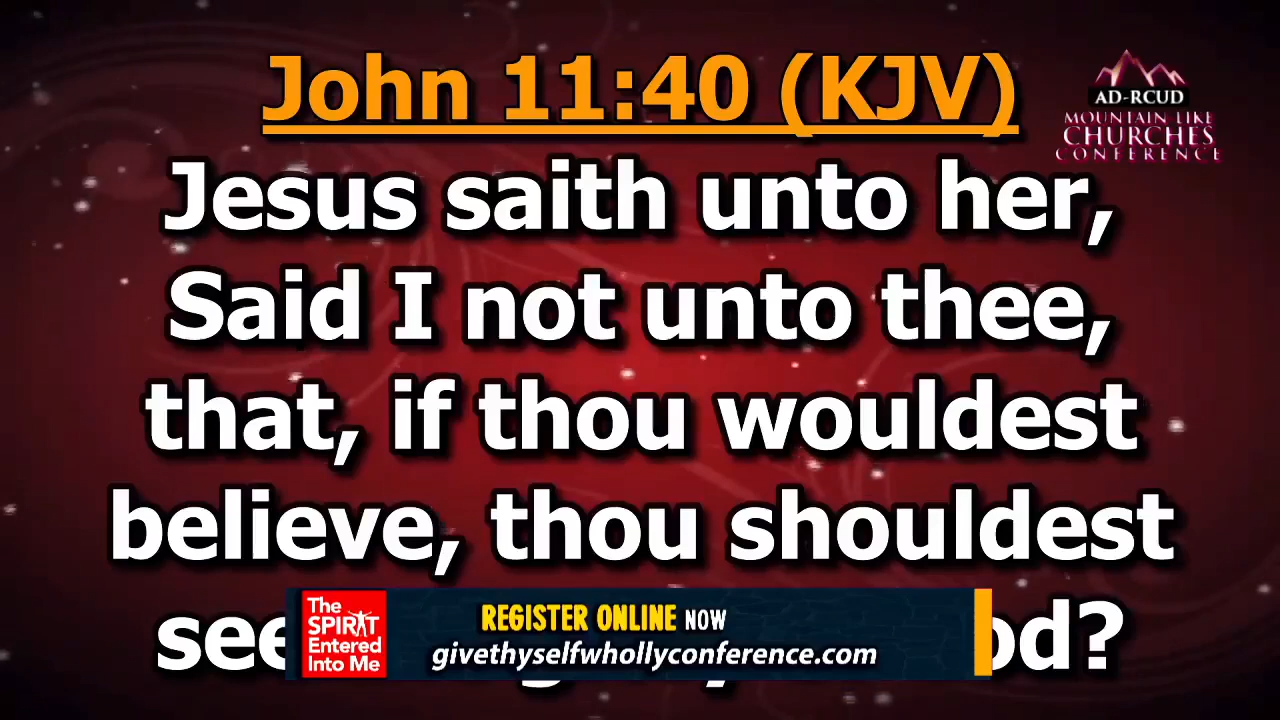 John 11:40 (KJV)
AD-RCUD
MOUNTAIN LIKE
CHURCHES
CONFERENCE
Jesus saith unto her,
Said I not unto thee,
that, if thou wouldest
believe, thou shouldest
see
The
SPIRIT
Entered
Into Me
REGISTER ONLINE NOW
givethyselfwhollyconference.com